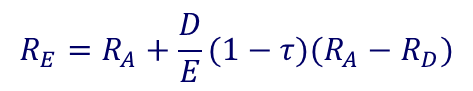 R_E = R_A + \frac{D}{E}(1 − τ)(R_A − R_D)